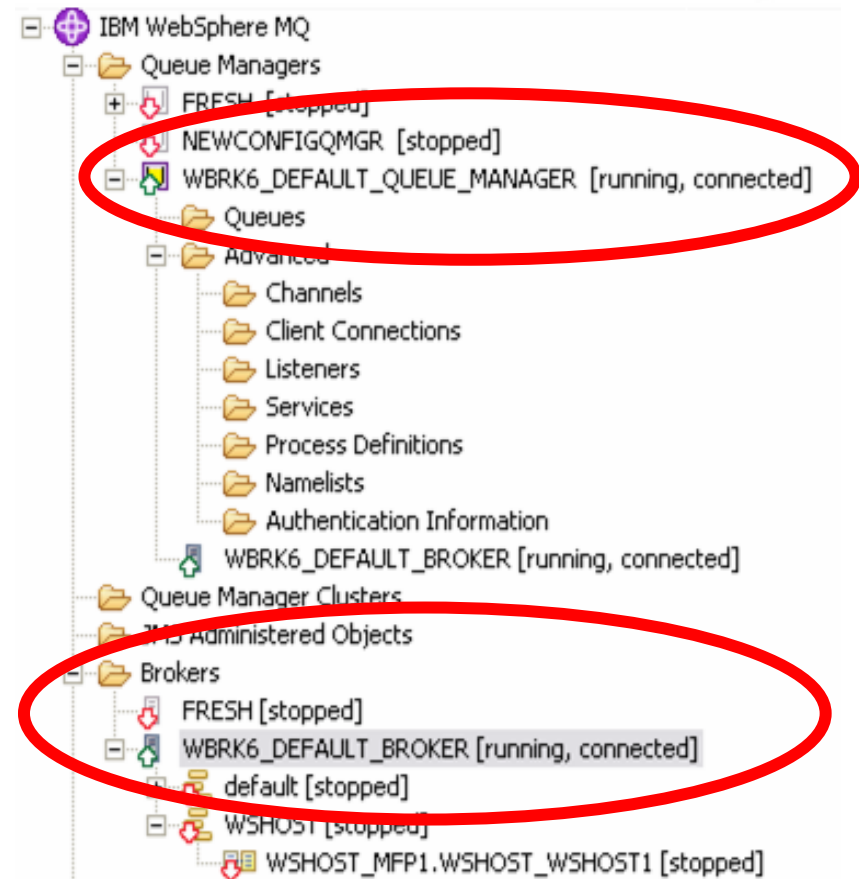 IBM WebSphere MQ
Queue Managers
FRESH [stopped]
NEWCONFIGQMGR [stopped]
WBRK6_DEFAULT_QUEUE_MANAGER [running, connected]
Queues
Advanced
Channels
Client Connections
Listeners
Services
Process Definitions
Namelists
Authentication Information
WBRK6_DEFAULT_BROKER [running, connected]
Queue Manager Clusters
JMS Administered Objects
Brokers
FRESH [stopped]
WBRK6_DEFAULT_BROKER [running, connected]
default [stopped]
WSHOST [stopped]
WSHOST_MFP1.WSHOST_WSHOST1 [stopped]